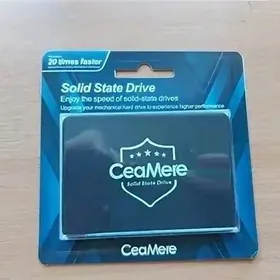 20 times faster
Solid State Drive
Enjoy the speed of solid-state drives
Upgrade your mechanical hard drive to experience higher performance
CeaMere
Solid State Drive
CeaMere